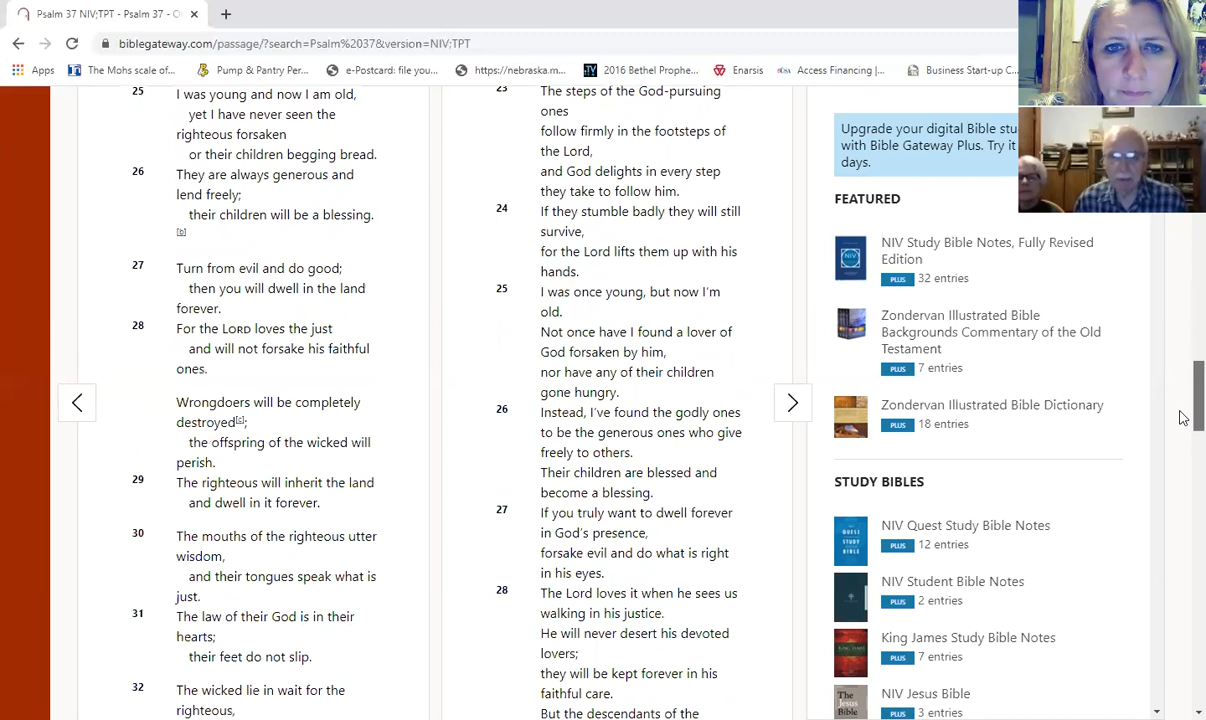 Psalm 37 NIV;TPT - Psalm 37 -
biblegateway.com/passage/?search=Psalm%2037&version=NIV;TPT
Apps
The Mohs scale of...
Pump & Pantry Per...
e-Postcard: file you...
https://nebraska.m...
2016 Bethel Prophe...
Enarsis
Access Financing |...
Business Start-up C...
25
I was young and now I am old,
yet I have never seen the
righteous forsaken
or their children begging bread.
26
They are always generous and
lend freely;
their children will be a blessing.
[b]
27
Turn from evil and do good;
then you will dwell in the land
forever.
28
For the LORD loves the just
and will not forsake his faithful
ones.
Wrongdoers will be completely
destroyed[c];
the offspring of the wicked will
perish.
29
The righteous will inherit the land
and dwell in it forever.
30
The mouths of the righteous utter
wisdom,
and their tongues speak what is
just.
31
The law of their God is in their
hearts;
their feet do not slip.
32
The wicked lie in wait for the
righteous,
23
The steps of the God-pursuing
ones
follow firmly in the footsteps of
the Lord,
and God delights in every step
they take to follow him.
24
If they stumble badly they will still
survive,
for the Lord lifts them up with his
hands.
25
I was once young, but now I'm
old.
Not once have I found a lover of
God forsaken by him,
nor have any of their children
gone hungry.
26
Instead, I've found the godly ones
to be the generous ones who give
freely to others.
Their children are blessed and
become a blessing.
27
If you truly want to dwell forever
in God's presence,
forsake evil and do what is right
in his eyes.
28
The Lord loves it when he sees us
walking in his justice.
He will never desert his devoted
lovers;
they will be kept forever in his
faithful care.
But the descendants of the
Upgrade your digital Bible stu
with Bible Gateway Plus. Try it
days.
FEATURED
NIV Study Bible Notes, Fully Revised
Edition
PLUS 32 entries
Zondervan Illustrated Bible
Backgrounds Commentary of the Old
Testament
PLUS 7 entries
Zondervan Illustrated Bible Dictionary
PLUS 18 entries
STUDY BIBLES
NIV Quest Study Bible Notes
PLUS 12 entries
NIV Student Bible Notes
PLUS 2 entries
King James Study Bible Notes
PLUS 7 entries
NIV Jesus Bible
PLUS 3 entries